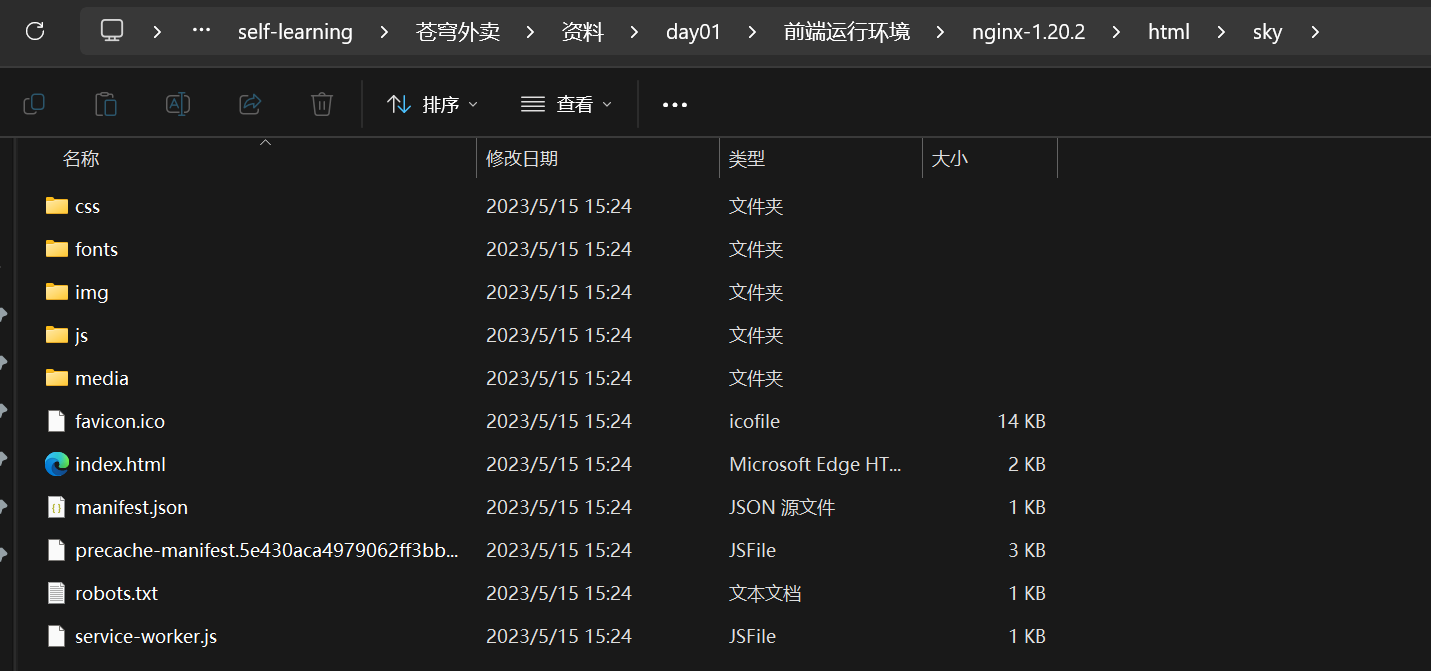 ··· self-learning > 苍穹外卖 > 资料 > day01 > 前端运行环境 > nginx-1.20.2 > html > sky >
排序 查看 ···
名称 修改日期 类型 大小
css 2023/5/15 15:24 文件夹
fonts 2023/5/15 15:24 文件夹
img 2023/5/15 15:24 文件夹
js 2023/5/15 15:24 文件夹
media 2023/5/15 15:24 文件夹
favicon.ico 2023/5/15 15:24 icofile 14 KB
index.html 2023/5/15 15:24 Microsoft Edge HT... 2 KB
manifest.json 2023/5/15 15:24 JSON 源文件 1 KB
precache-manifest.5e430aca4979062ff3bb... 2023/5/15 15:24 JSFile 3 KB
robots.txt 2023/5/15 15:24 文本文档 1 KB
service-worker.js 2023/5/15 15:24 JSFile 1 KB